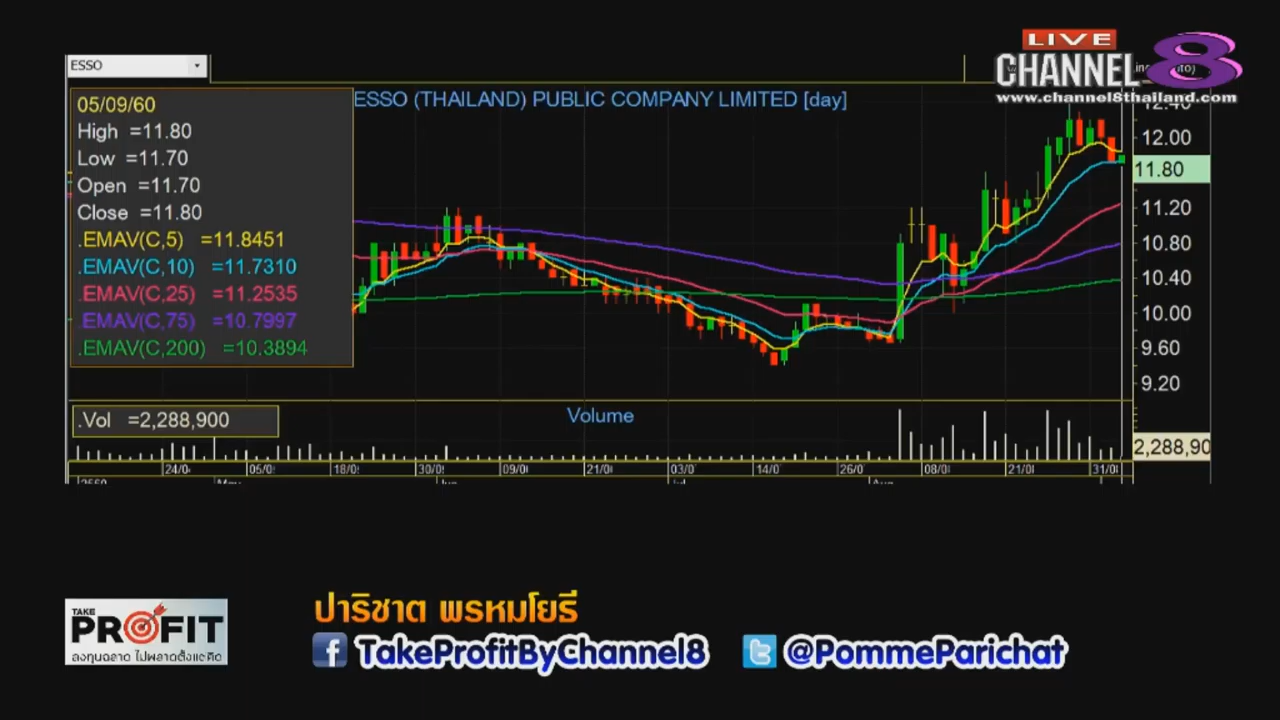 LIVE
CHANNEL 8
www.channel8thailand.com
ESSO
ESSO (THAILAND) PUBLIC COMPANY LIMITED [day]
05/09/60
High =11.80
Low =11.70
Open =11.70
Close =11.80
.EMAV(C,5) =11.8451
.EMAV(C,10) =11.7310
.EMAV(C,25) =11.2535
.EMAV(C,75) =10.7997
.EMAV(C,200) =10.3894
12.40
12.00
11.80
11.20
10.80
10.40
10.00
9.60
9.20
.Vol =2,288,900
Volume
2,288,90
24/0 05/0 18/0 30/0 09/0 21/0 03/0 14/0 26/0 08/0 21/0 31/0
TAKE
PROFIT
ลงทุนฉลาด ไม่พลาดตั้งแต่คิด
ปาริชาต พรหมโยธี
TakeProfitByChannel8
@PommeParichat